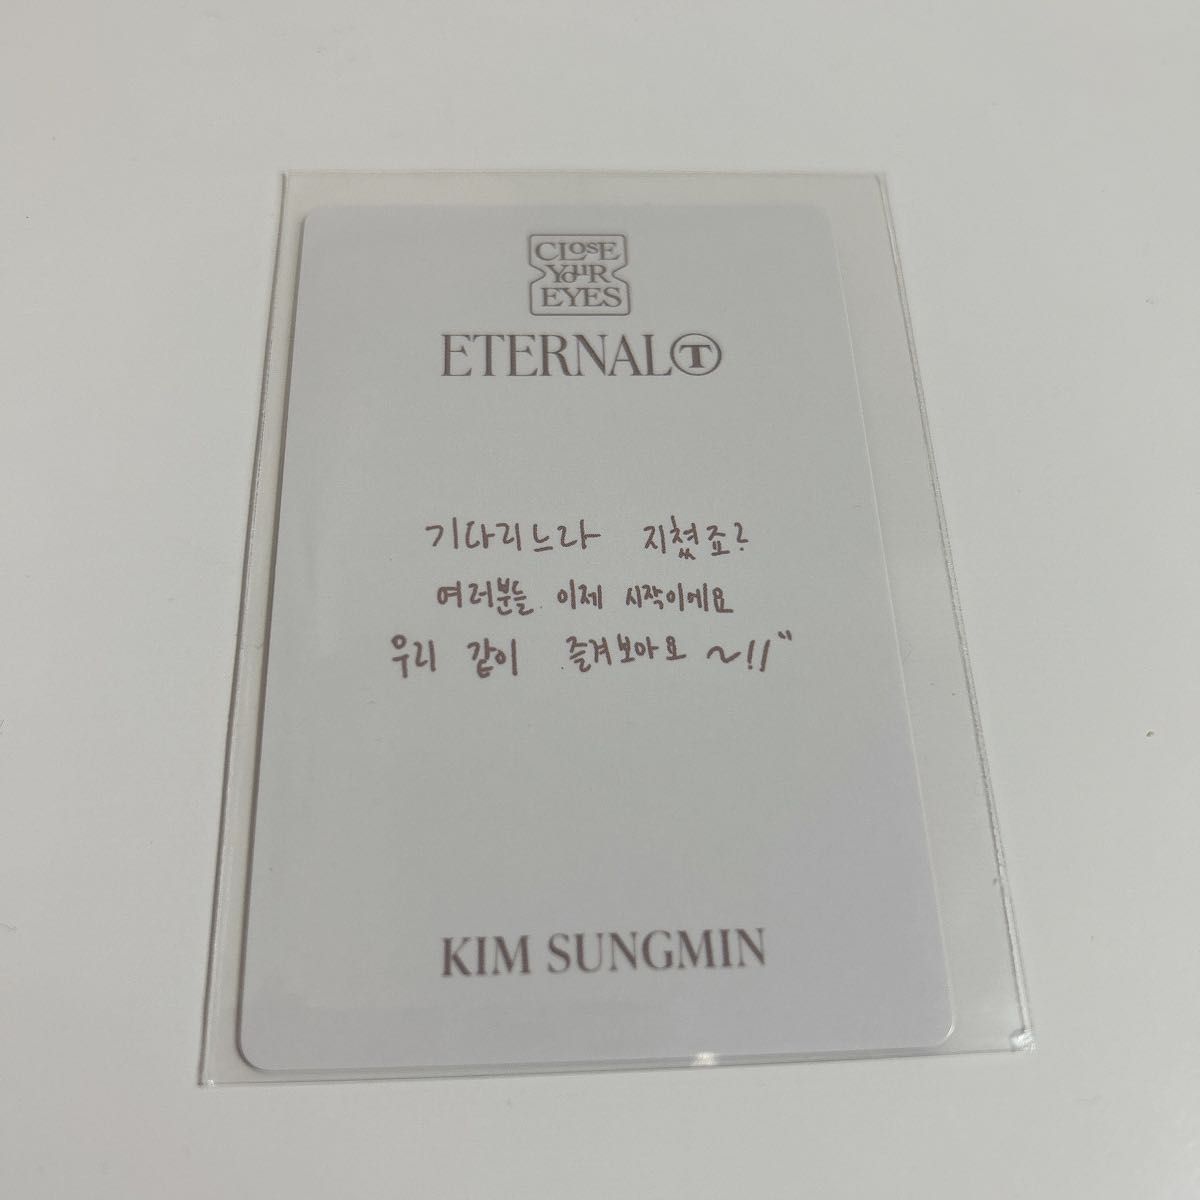 CLOSE
YOUR
EYES
ETERNALⓉ
기다리느라 지쳤죠?
여러분들 이제 시작이에요
우리 같이 즐겨보아요 ~!!"
KIM SUNGMIN